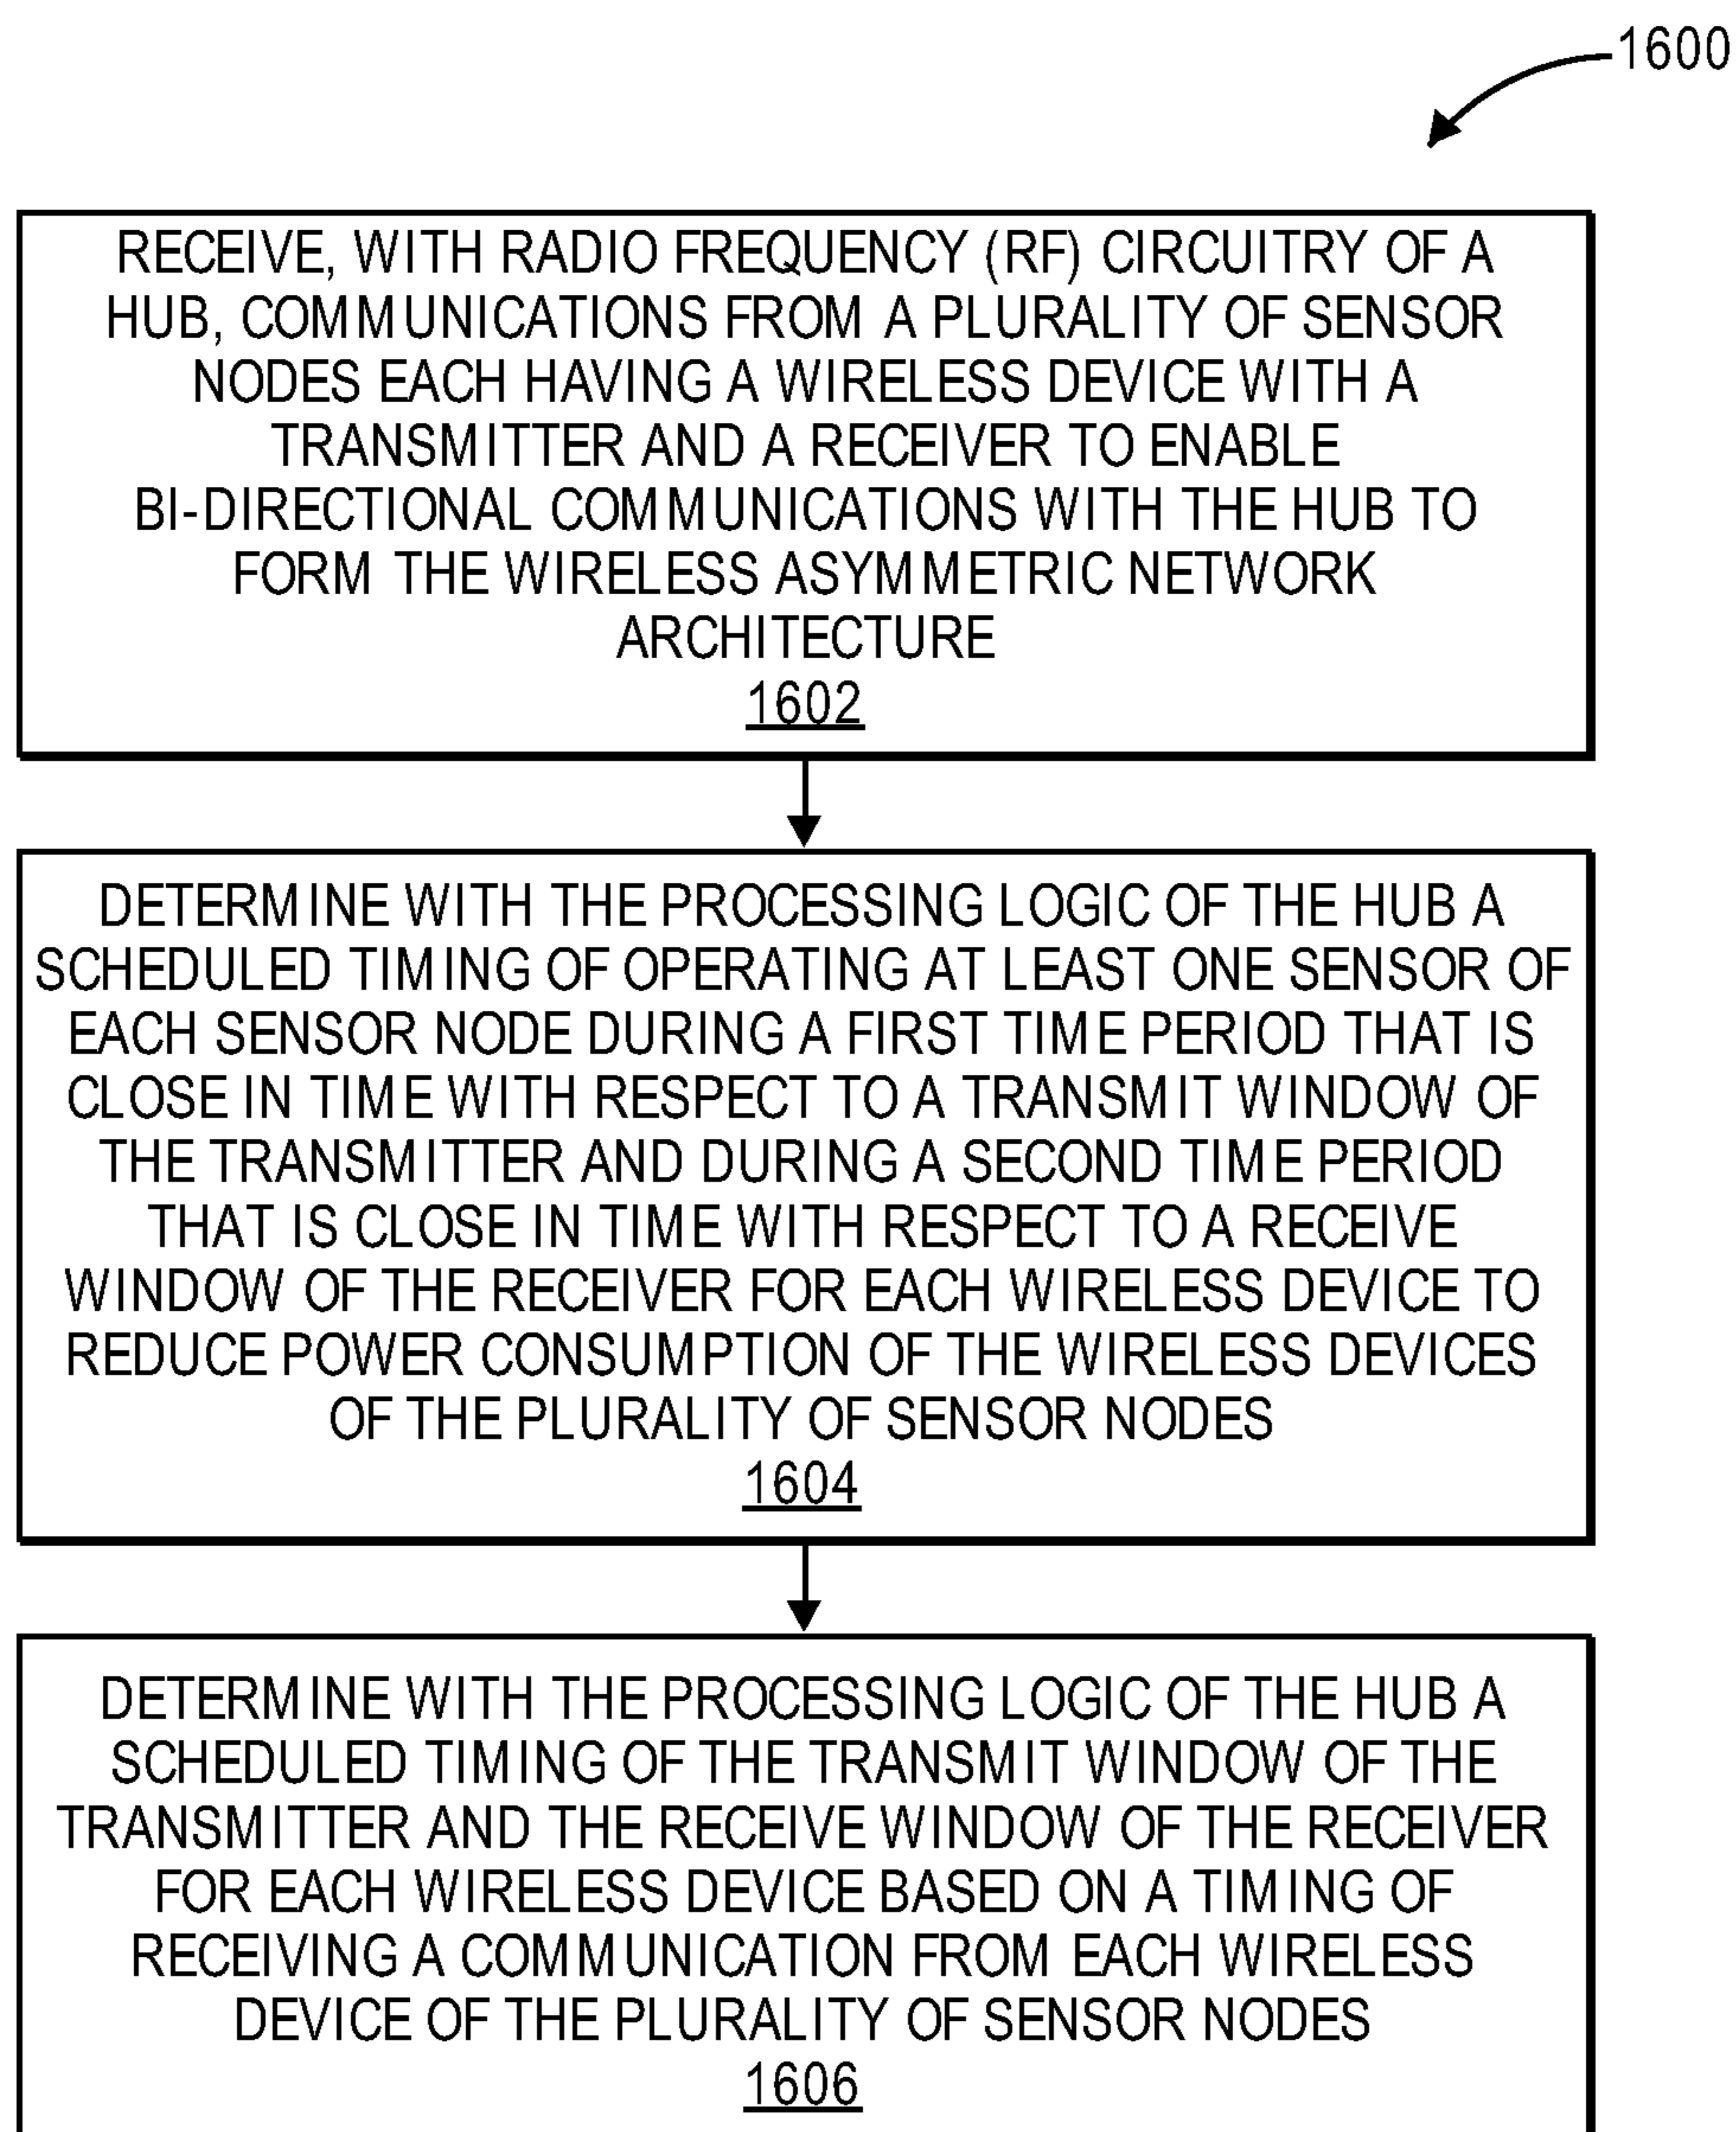 1600
RECEIVE, WITH RADIO FREQUENCY (RF) CIRCUITRY OF A
HUB, COMMUNICATIONS FROM A PLURALITY OF SENSOR
NODES EACH HAVING A WIRELESS DEVICE WITH A
TRANSMITTER AND A RECEIVER TO ENABLE
BI-DIRECTIONAL COMMUNICATIONS WITH THE HUB TO
FORM THE WIRELESS ASYMMETRIC NETWORK
ARCHITECTURE
1602
DETERMINE WITH THE PROCESSING LOGIC OF THE HUB A
SCHEDULED TIMING OF OPERATING AT LEAST ONE SENSOR OF
EACH SENSOR NODE DURING A FIRST TIME PERIOD THAT IS
CLOSE IN TIME WITH RESPECT TO A TRANSMIT WINDOW OF
THE TRANSMITTER AND DURING A SECOND TIME PERIOD
THAT IS CLOSE IN TIME WITH RESPECT TO A RECEIVE
WINDOW OF THE RECEIVER FOR EACH WIRELESS DEVICE TO
REDUCE POWER CONSUMPTION OF THE WIRELESS DEVICES
OF THE PLURALITY OF SENSOR NODES
1604
DETERMINE WITH THE PROCESSING LOGIC OF THE HUB A
SCHEDULED TIMING OF THE TRANSMIT WINDOW OF THE
TRANSMITTER AND THE RECEIVE WINDOW OF THE RECEIVER
FOR EACH WIRELESS DEVICE BASED ON A TIMING OF
RECEIVING A COMMUNICATION FROM EACH WIRELESS
DEVICE OF THE PLURALITY OF SENSOR NODES
1606